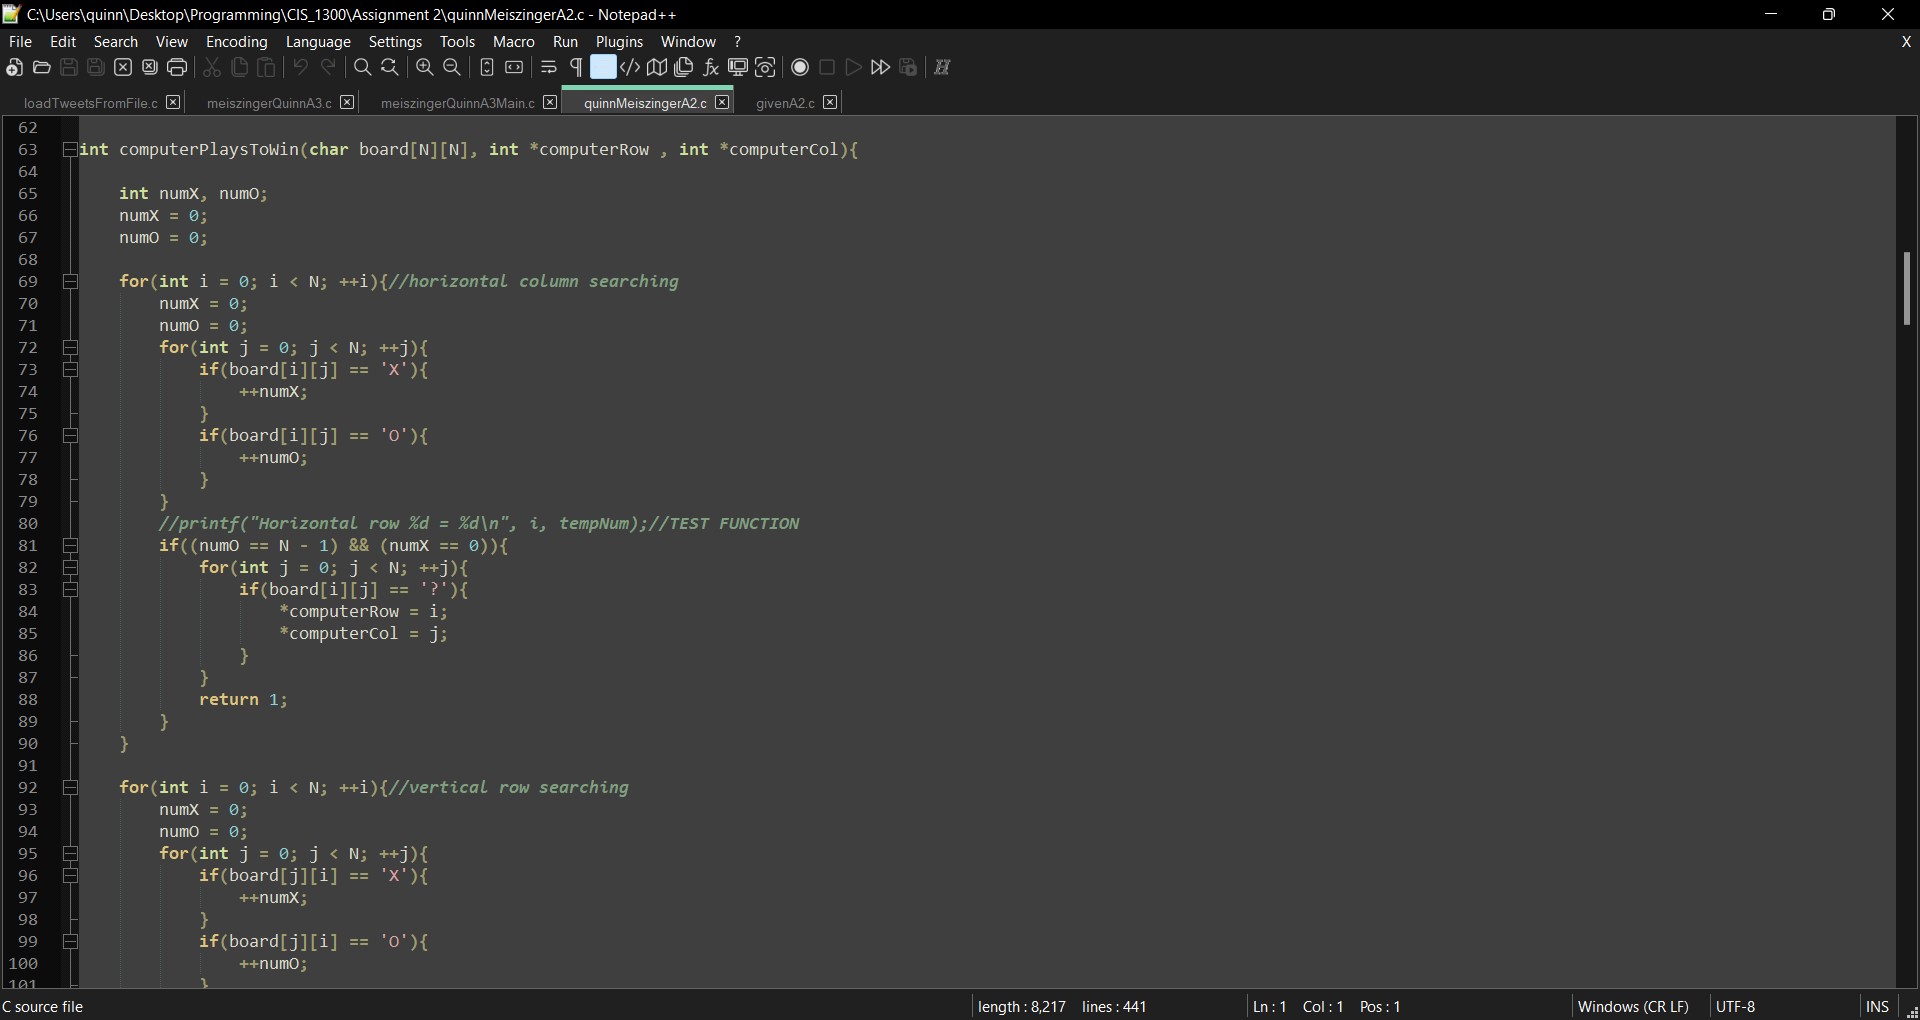 C:\Users\quinn\Desktop\Programming\CIS_1300\Assignment 2\quinnMeiszingerA2.c - Notepad++
File Edit Search View Encoding Language Settings Tools Macro Run Plugins Window ? X
loadTweetsFromFile.c meiszingerQuinnA3.c meiszingerQuinnA3Main.c quinnMeiszingerA2.c givenA2.c
62
63 int computerPlaysToWin(char board[N][N], int *computerRow , int *computerCol){
64
65     int numX, numO;
66     numX = 0;
67     numO = 0;
68
69     for(int i = 0; i < N; ++i){//horizontal column searching
70         numX = 0;
71         numO = 0;
72         for(int j = 0; j < N; ++j){
73             if(board[i][j] == 'X'){
74                 ++numX;
75             }
76             if(board[i][j] == 'O'){
77                 ++numO;
78             }
79         }
80         //printf("Horizontal row %d = %d\n", i, tempNum);//TEST FUNCTION
81         if((numO == N - 1) && (numX == 0)){
82             for(int j = 0; j < N; ++j){
83                 if(board[i][j] == '?'){
84                     *computerRow = i;
85                     *computerCol = j;
86                 }
87             }
88             return 1;
89         }
90     }
91
92     for(int i = 0; i < N; ++i){//vertical row searching
93         numX = 0;
94         numO = 0;
95         for(int j = 0; j < N; ++j){
96             if(board[j][i] == 'X'){
97                 ++numX;
98             }
99             if(board[j][i] == 'O'){
100                 ++numO;
101             }
C source file length : 8,217 lines : 441 Ln : 1 Col : 1 Pos : 1 Windows (CR LF) UTF-8 INS